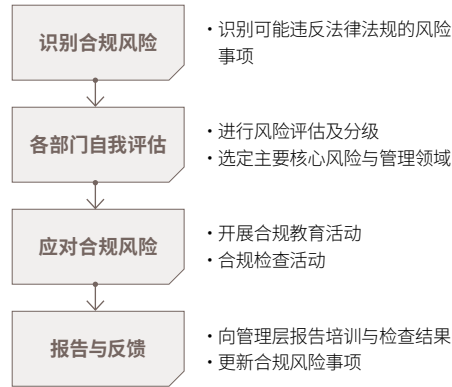 识别合规风险
・识别可能违反法律法规的风险
事项
各部门自我评估
・进行风险评估及分级
・选定主要核心风险与管理领域
应对合规风险
・开展合规教育活动
・合规检查活动
报告与反馈
・向管理层报告培训与检查结果
・更新合规风险事项